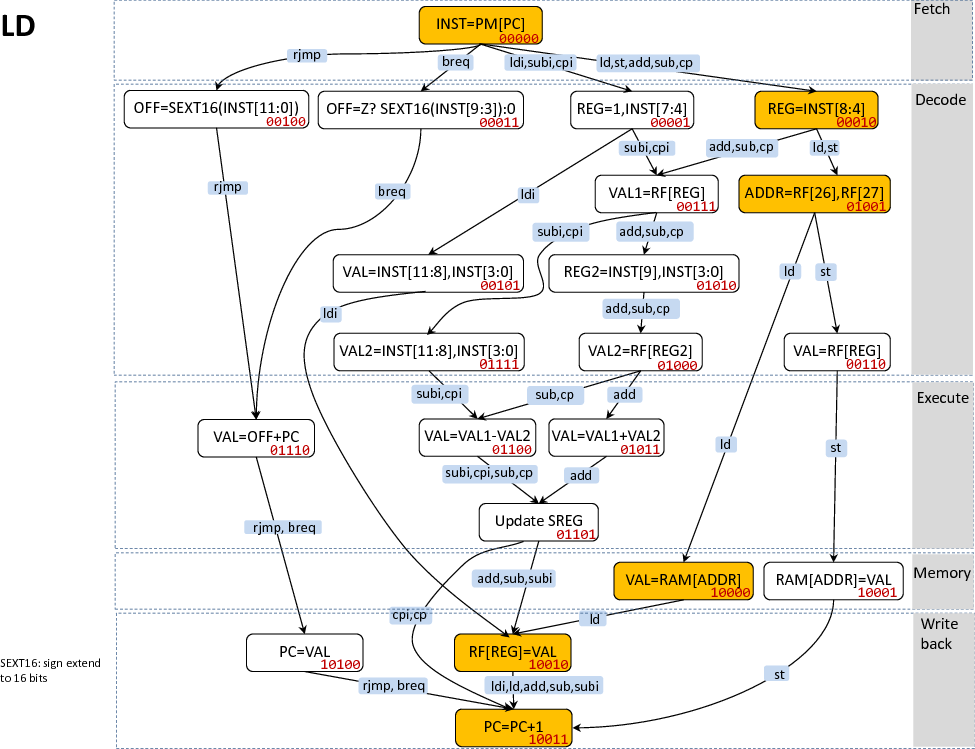 LD
Fetch
INST=PM[PC]
00000
rjmp
breq
ldi,subi,cpi
ld,st,add,sub,cp
Decode
OFF=SEXT16(INST[11:0])
00100
OFF=Z? SEXT16(INST[9:3]):0
00011
REG=1,INST[7:4]
00001
REG=INST[8:4]
00010
subi,cpi
add,sub,cp
ld,st
rjmp
breq
ldi
VAL1=RF[REG]
00111
ADDR=RF[26],RF[27]
01001
subi,cpi
add,sub,cp
VAL=INST[11:8],INST[3:0]
00101
REG2=INST[9],INST[3:0]
01010
ld
st
ldi
add,sub,cp
VAL2=INST[11:8],INST[3:0]
01111
VAL2=RF[REG2]
01000
VAL=RF[REG]
00110
Execute
subi,cpi
sub,cp
add
VAL=OFF+PC
01110
VAL=VAL1-VAL2
01100
VAL=VAL1+VAL2
01011
ld
st
subi,cpi,sub,cp
add
Update SREG
01101
rjmp, breq
Memory
add,sub,subi
VAL=RAM[ADDR]
10000
RAM[ADDR]=VAL
10001
cpi,cp
ld
Write
back
PC=VAL
10100
RF[REG]=VAL
10010
SEXT16: sign extend
to 16 bits
rjmp, breq
ldi,ld,add,sub,subi
st
PC=PC+1
10011